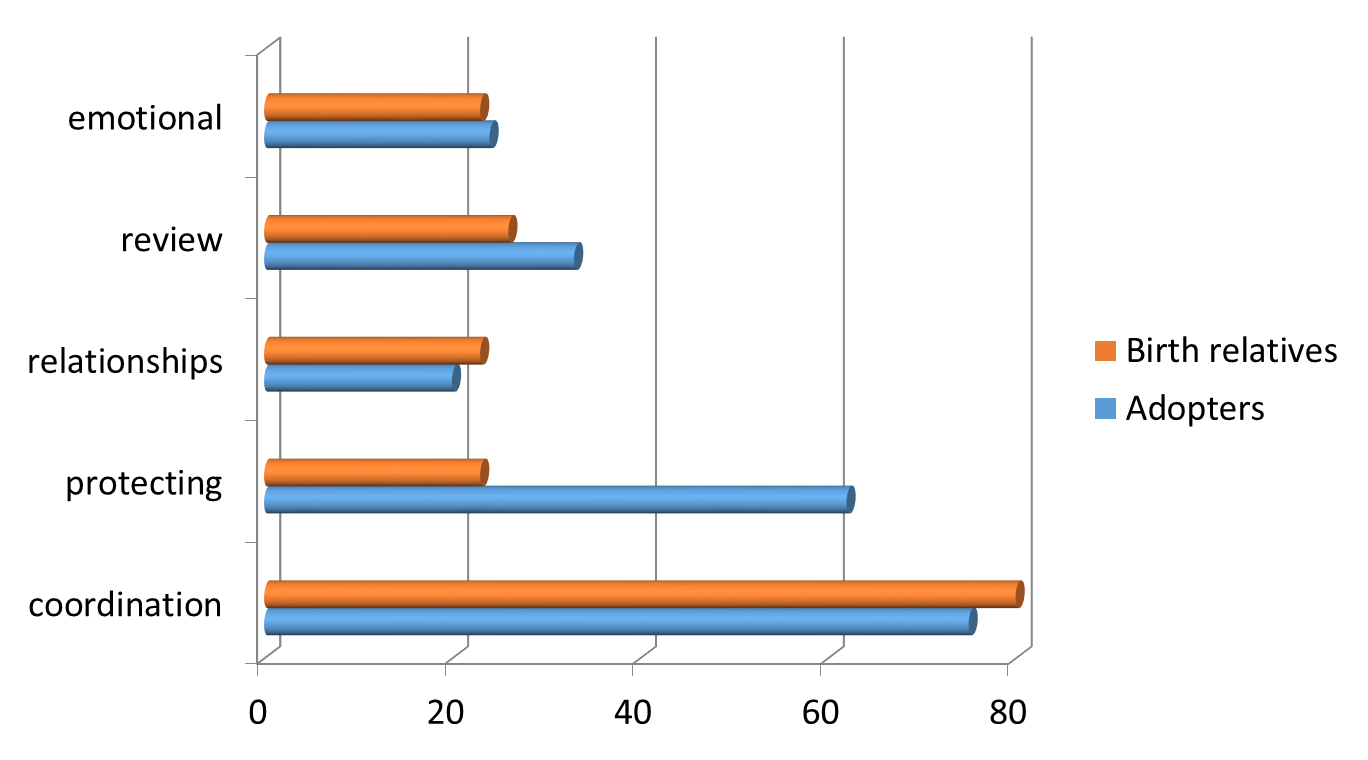 emotional
review
relationships
protecting
coordination
0 20 40 60 80
Birth relatives
Adopters